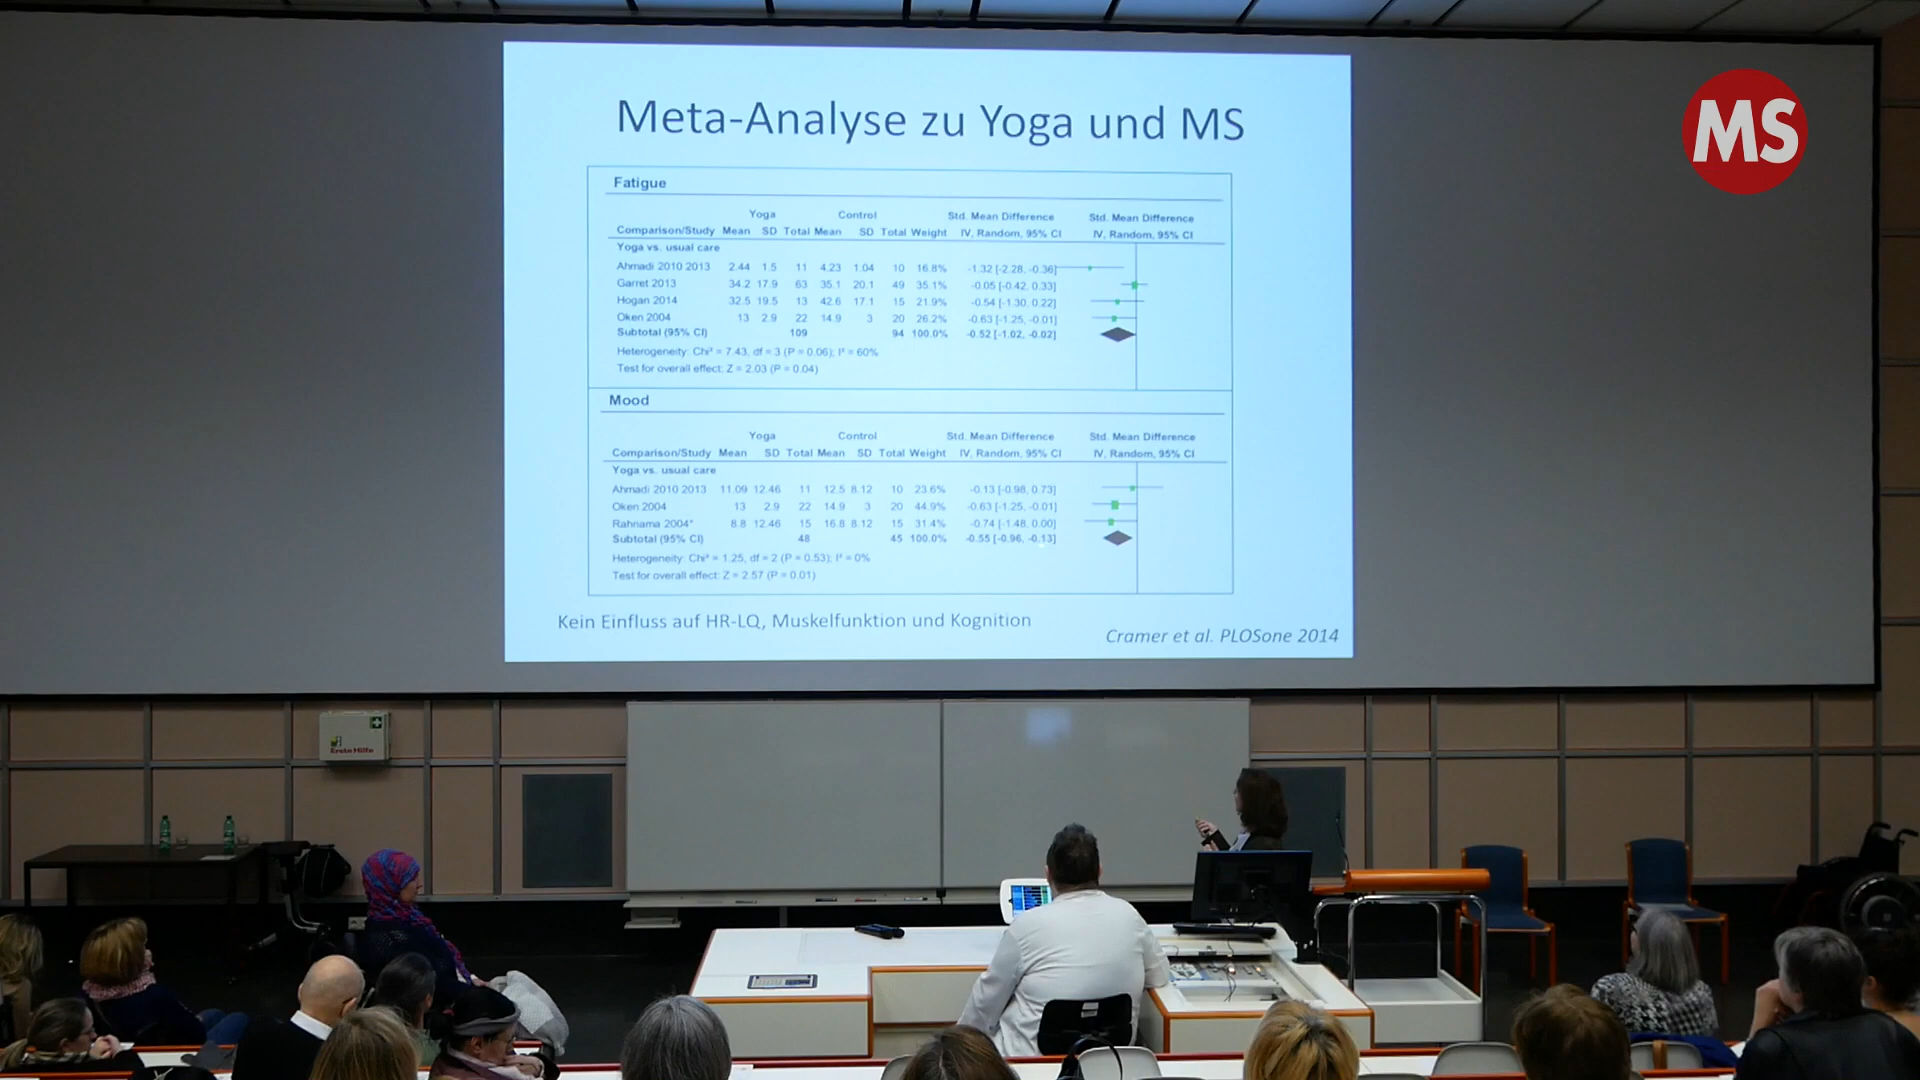 MS
Meta-Analyse zu Yoga und MS
Fatigue
Yoga Control Std. Mean Difference Std. Mean Difference
Comparison/Study Mean SD Total Mean SD Total Weight IV, Random, 95% CI IV, Random, 95% CI
Yoga vs. usual care
Ahmadi 2010 2013 2.44 1.5 11 4.23 1.04 10 16.8% -1.32 [-2.28, -0.36]
Garret 2013 34.2 17.9 63 35.1 20.1 49 35.1% -0.05 [-0.42, 0.33]
Hogan 2014 32.5 19.5 13 42.6 17.1 15 21.9% -0.54 [-1.30, 0.22]
Oken 2004 13 2.9 22 14.9 3 20 26.2% -0.63 [-1.25, -0.01]
Subtotal (95% CI) 109 94 100.0% -0.52 [-1.02, -0.02]
Heterogeneity: Chi² = 7.43, df = 3 (P = 0.06); I² = 60%
Test for overall effect: Z = 2.03 (P = 0.04)
Mood
Yoga Control Std. Mean Difference Std. Mean Difference
Comparison/Study Mean SD Total Mean SD Total Weight IV, Random, 95% CI IV, Random, 95% CI
Yoga vs. usual care
Ahmadi 2010 2013 11.09 12.46 11 12.5 8.12 10 23.6% -0.13 [-0.98, 0.73]
Oken 2004 13 2.9 22 14.9 3 20 44.9% -0.63 [-1.25, -0.01]
Rahnama 2004* 8.8 12.46 15 16.8 8.12 15 31.4% -0.74 [-1.48, 0.00]
Subtotal (95% CI) 48 45 100.0% -0.55 [-0.96, -0.13]
Heterogeneity: Chi² = 1.25, df = 2 (P = 0.53); I² = 0%
Test for overall effect: Z = 2.57 (P = 0.01)
Kein Einfluss auf HR-LQ, Muskelfunktion und Kognition
Cramer et al. PLOSone 2014
Erste Hilfe